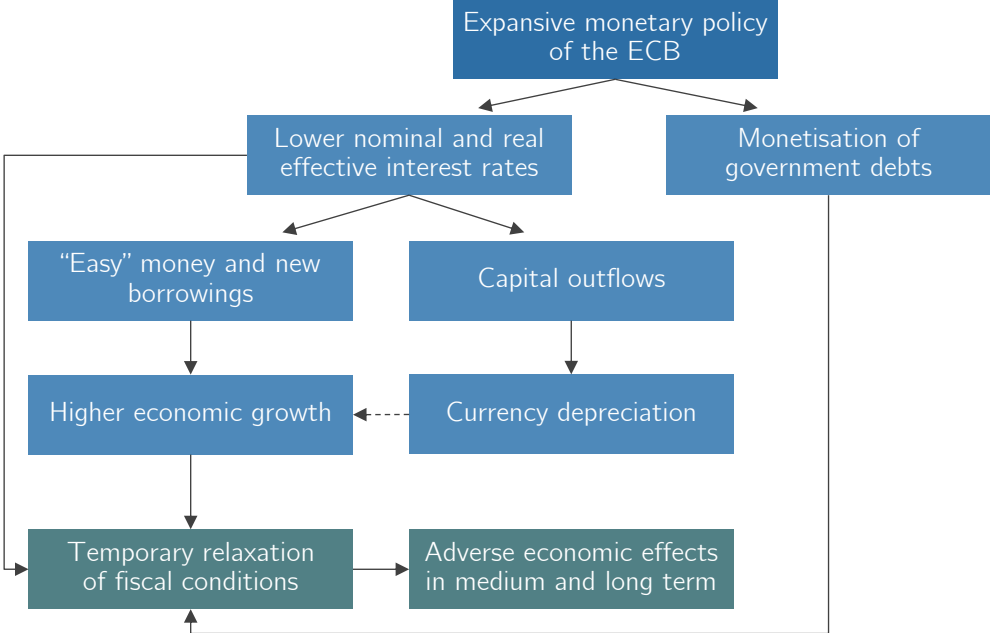 Expansive monetary policy
of the ECB
Lower nominal and real
effective interest rates
Monetisation of
government debts
“Easy” money and new
borrowings
Capital outflows
Higher economic growth
Currency depreciation
Temporary relaxation
of fiscal conditions
Adverse economic effects
in medium and long term